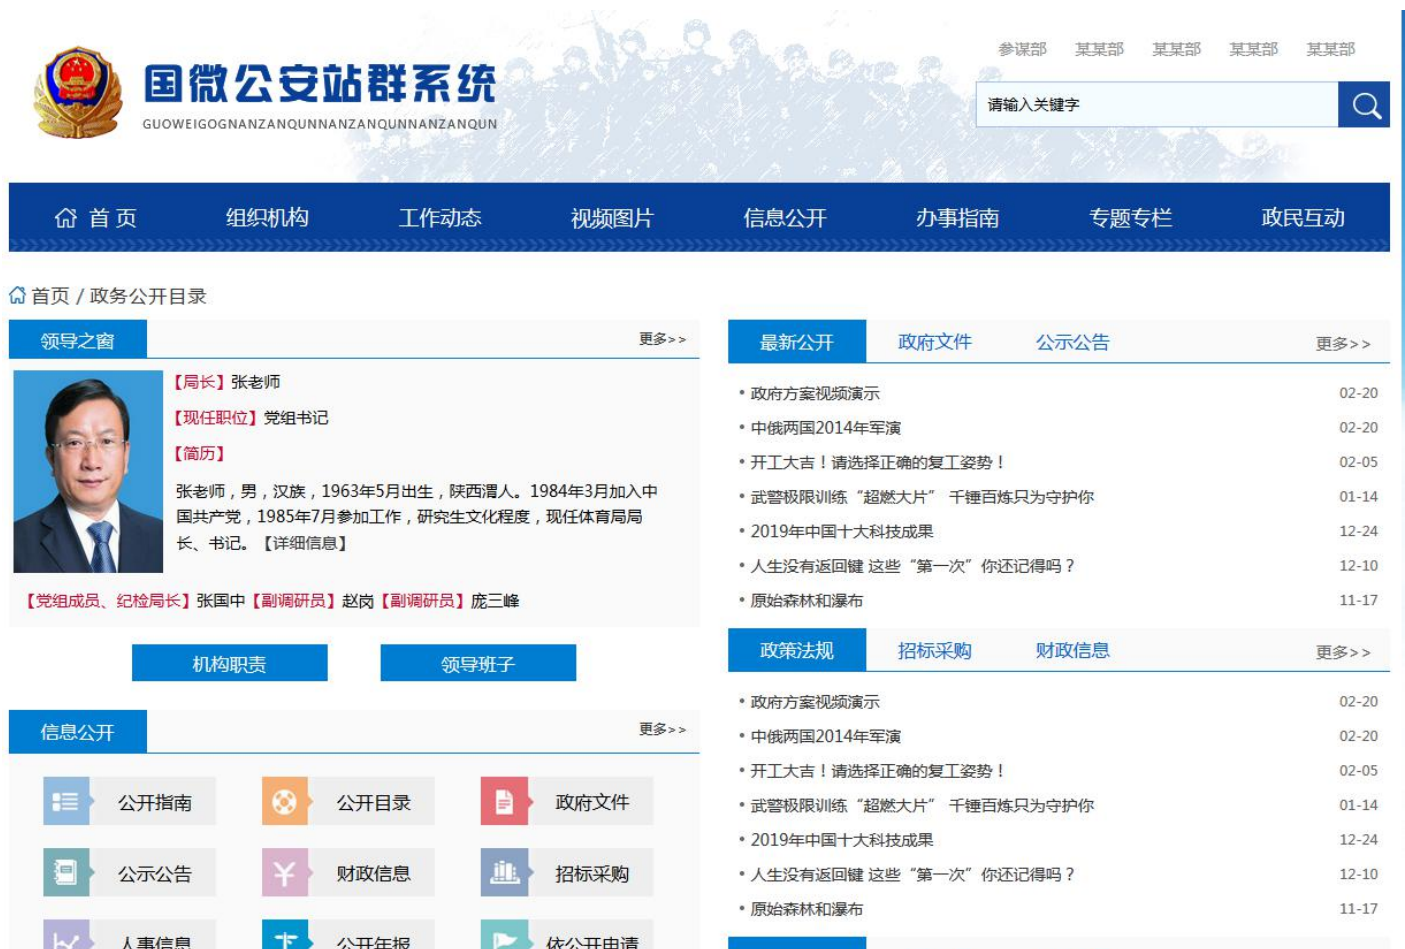 参谋部 某某部 某某部 某某部 某某部
国微公安站群系统
GUOWEIGOGNANZANQUNNANZANQUNNANZANQUN
请输入关键字
首 页 组织机构 工作动态 视频图片 信息公开 办事指南 专题专栏 政民互动
首页 / 政务公开目录
领导之窗 更多>>
【局长】张老师
【现任职位】党组书记
【简历】
张老师，男，汉族，1963年5月出生，陕西渭人。1984年3月加入中
国共产党，1985年7月参加工作，研究生文化程度，现任体育局局
长、书记。【详细信息】
【党组成员、纪检局长】张国中【副调研员】赵岗【副调研员】庞三峰
机构职责 领导班子
信息公开 更多>>
公开指南 公开目录 政府文件
公示公告 财政信息 招标采购
人事信息 公开年报 依公开申请
最新公开 政府文件 公示公告 更多>>
• 政府方案视频演示 02-20
• 中俄两国2014年军演 02-20
• 开工大吉！请选择正确的复工姿势！ 02-05
• 武警极限训练“超燃大片” 千锤百炼只为守护你 01-14
• 2019年中国十大科技成果 12-24
• 人生没有返回键 这些“第一次”你还记得吗？ 12-10
• 原始森林和瀑布 11-17
政策法规 招标采购 财政信息 更多>>
• 政府方案视频演示 02-20
• 中俄两国2014年军演 02-20
• 开工大吉！请选择正确的复工姿势！ 02-05
• 武警极限训练“超燃大片” 千锤百炼只为守护你 01-14
• 2019年中国十大科技成果 12-24
• 人生没有返回键 这些“第一次”你还记得吗？ 12-10
• 原始森林和瀑布 11-17